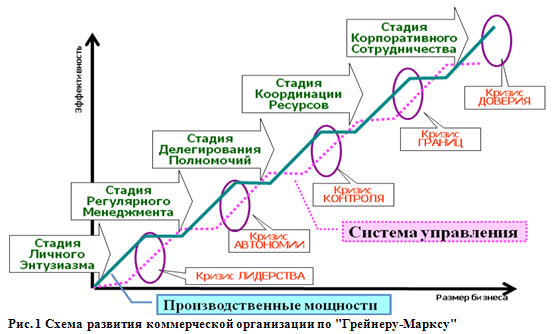 Стадия
Корпоративного
Сотрудничества
Эффективность
Стадия
Координации
Ресурсов
Кризис
ДОВЕРИЯ
Стадия
Делегирования
Полномочий
Кризис
ГРАНИЦ
Стадия
Регулярного
Менеджмента
Кризис
КОНТРОЛЯ
Стадия
Личного
Энтузиазма
Кризис
АВТОНОМИИ
Система управления
Кризис ЛИДЕРСТВА
Производственные мощности
Размер бизнеса
Рис. 1 Схема развития коммерческой организации по "Грейнеру-Марксу"